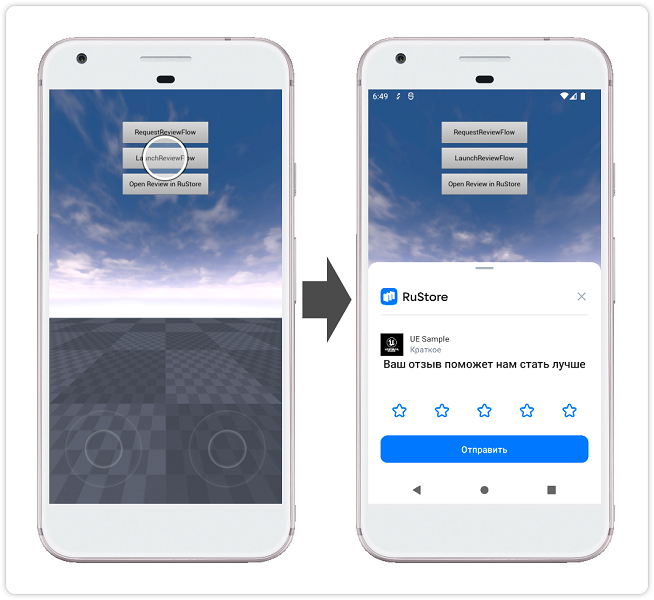 RequestReviewFlow
LaunchReviewFlow
Open Review in RuStore
6:49
RequestReviewFlow
LaunchReviewFlow
Open Review in RuStore
RuStore
UE Sample
Краткое
Ваш отзыв поможет нам стать лучше
Отправить